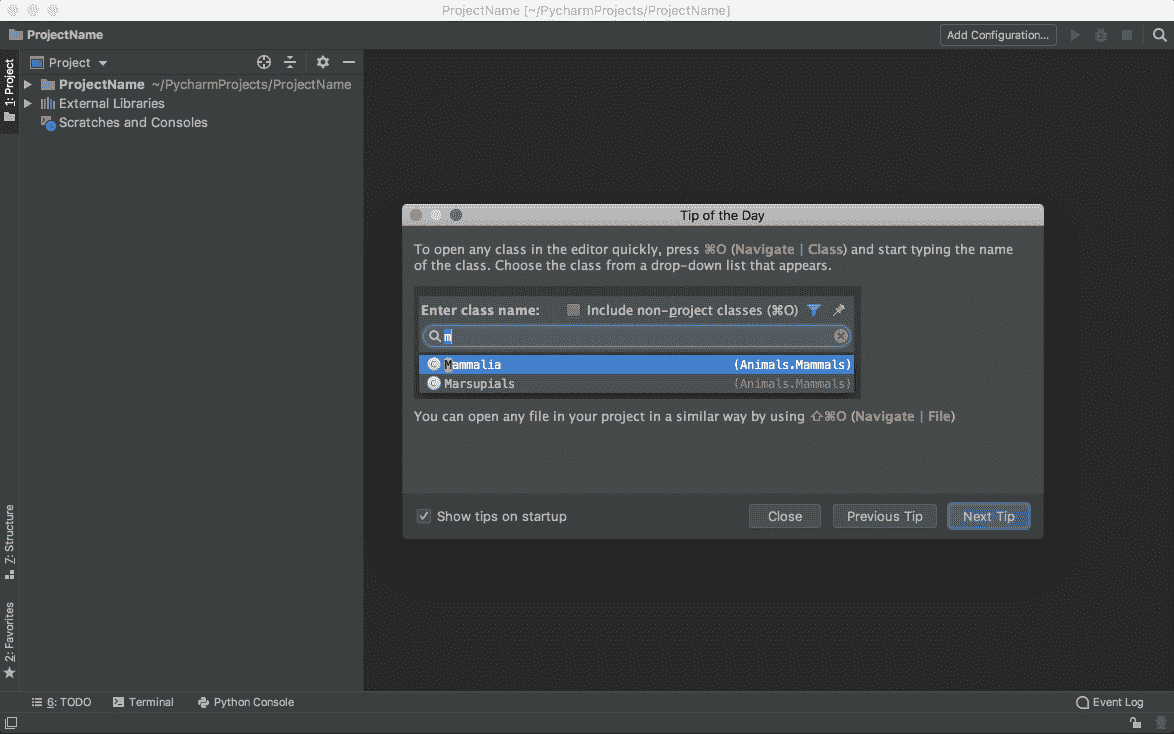 ProjectName [~/PycharmProjects/ProjectName]
ProjectName
Add Configuration...
1: Project
Project
ProjectName ~/PycharmProjects/ProjectName
External Libraries
Scratches and Consoles
Tip of the Day
To open any class in the editor quickly, press ⌘O (Navigate | Class) and start typing the name
of the class. Choose the class from a drop-down list that appears.
Enter class name: Include non-project classes (⌘O)
m
Mammalia (Animals.Mammals)
Marsupials (Animals.Mammals)
You can open any file in your project in a similar way by using ⇧⌘O (Navigate | File)
Show tips on startup
Close
Previous Tip
Next Tip
7: Structure
2: Favorites
6: TODO
Terminal
Python Console
Event Log